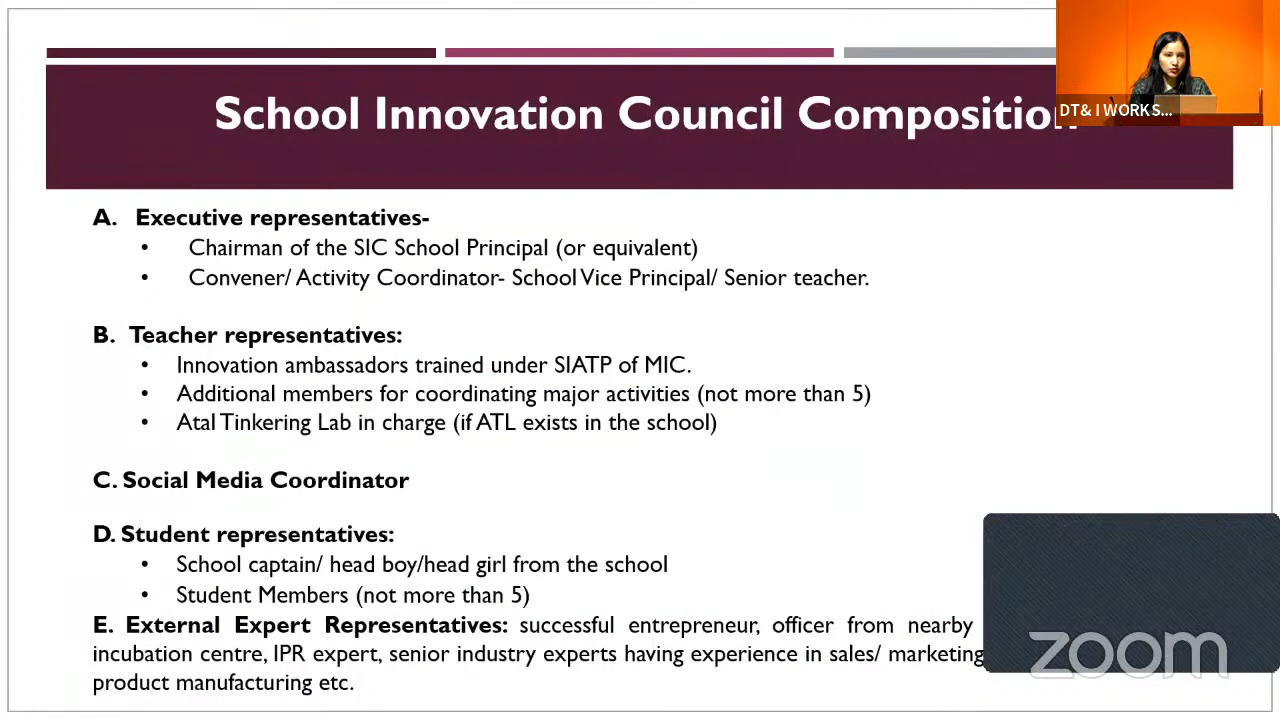 School Innovation Council Composition
DT& I WORKS...
A. Executive representatives-
• Chairman of the SIC School Principal (or equivalent)
• Convener/ Activity Coordinator- School Vice Principal/ Senior teacher.
B. Teacher representatives:
• Innovation ambassadors trained under SIATP of MIC.
• Additional members for coordinating major activities (not more than 5)
• Atal Tinkering Lab in charge (if ATL exists in the school)
C. Social Media Coordinator
D. Student representatives:
• School captain/ head boy/head girl from the school
• Student Members (not more than 5)
E. External Expert Representatives: successful entrepreneur, officer from nearby
incubation centre, IPR expert, senior industry experts having experience in sales/ marketing
product manufacturing etc.
zoom